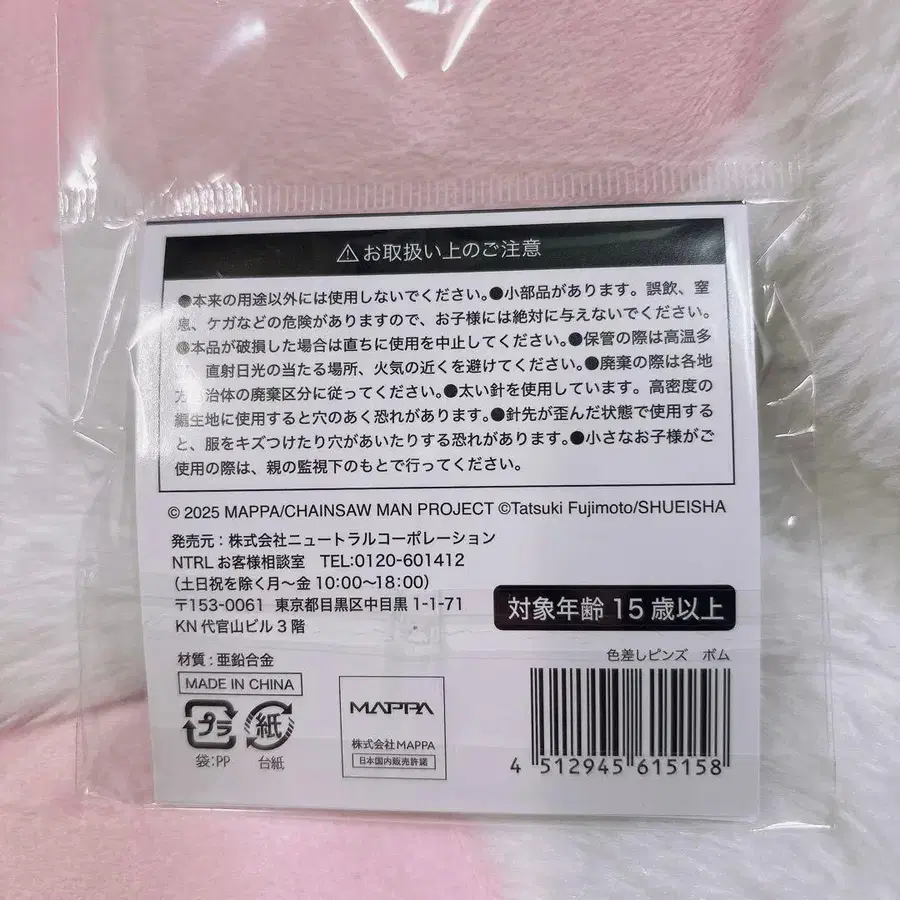 ⚠お取扱い上のご注意
●本来の用途以外には使用しないでください。●小部品があります。誤飲、窒
息、ケガなどの危険がありますので、お子様には絶対に与えないでください。
●本品が破損した場合は直ちに使用を中止してください。●保管の際は高温多
、直射日光の当たる場所、火気の近くを避けてください。●廃棄の際は各地
方自治体の廃棄区分に従ってください。●太い針を使用しています。高密度の
編生地に使用すると穴のあく恐れがあります。●針先が歪んだ状態で使用する
と、服をキズつけたり穴があいたりする恐れがあります。●小さなお子様がご
使用の際は、親の監視下のもとで行ってください。
© 2025 MAPPA/CHAINSAW MAN PROJECT ©Tatsuki Fujimoto/SHUEISHA
発売元：株式会社ニュートラルコーポレーション
NTRL お客様相談室 TEL:0120-601412
（土日祝を除く月～金 10:00～18:00）
〒153-0061 東京都目黒区中目黒 1-1-71
KN 代官山ビル 3 階
対象年齢 15 歳以上
材質：亜鉛合金
MADE IN CHINA
色差しピンズ ボム
プラ
袋：PP
紙
台紙
MAPPA
株式会社 MAPPA
日本国内販売許諾
4 512945 615158